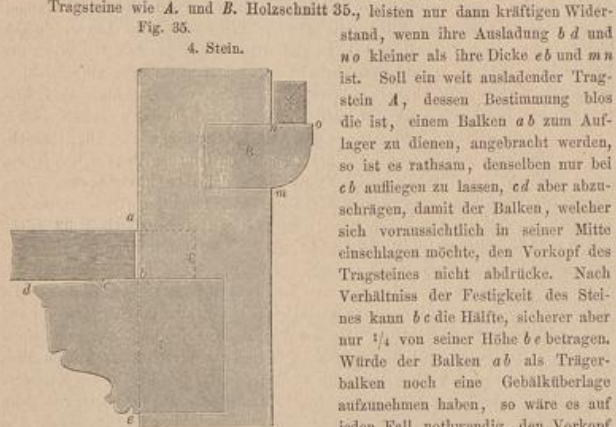 Tragsteine wie A. und B. Holzschnitt 35., leisten nur dann kräftigen Wider-
Fig. 35.
4. Stein.
stand, wenn ihre Ausladung b d und
n o kleiner als ihre Dicke e b und m n
ist. Soll ein weit ausladender Trag-
stein A, dessen Bestimmung blos
die ist, einem Balken a b zum Auf-
lager zu dienen, angebracht werden,
so ist es rathsam, denselben nur bei
c b aufliegen zu lassen, c d aber abzu-
schrägen, damit der Balken, welcher
sich voraussichtlich in seiner Mitte
einschlagen möchte, den Vorkopf des
Tragsteines nicht abdrücke. Nach
Verhältniss der Festigkeit des Stei-
nes kann b c die Hälfte, sicherer aber
nur 1/4 von seiner Höhe b e betragen.
Würde der Balken a b als Träger-
balken noch eine Gebälküberlage
aufzunehmen haben, so wäre es auf
jeden Fall nothwendig, den Vorkopf
n
o
B
m
a
b
c
d
e